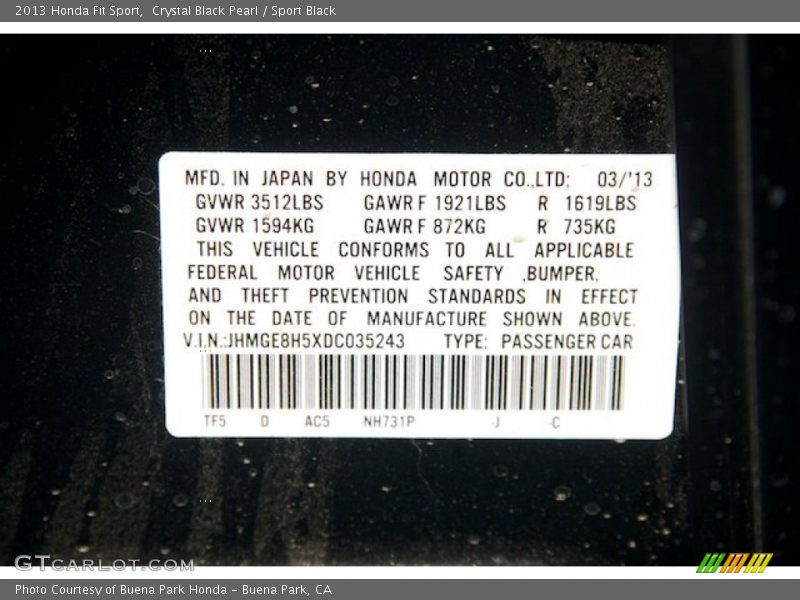 2013 Honda Fit Sport,  Crystal Black Pearl / Sport Black
MFD. IN JAPAN BY HONDA MOTOR CO.,LTD; 03/'13
GVWR 3512LBS GAWR F 1921LBS R 1619LBS
GVWR 1594KG GAWR F 872KG R 735KG
THIS VEHICLE CONFORMS TO ALL APPLICABLE
FEDERAL MOTOR VEHICLE SAFETY ,BUMPER,
AND THEFT PREVENTION STANDARDS IN EFFECT
ON THE DATE OF MANUFACTURE SHOWN ABOVE.
V.I.N.:JHMGE8H5XDC035243 TYPE: PASSENGER CAR
TF5 D AC5 -NH731P -J -C
GTCARLOT.COM
Photo Courtesy of Buena Park Honda - Buena Park, CA